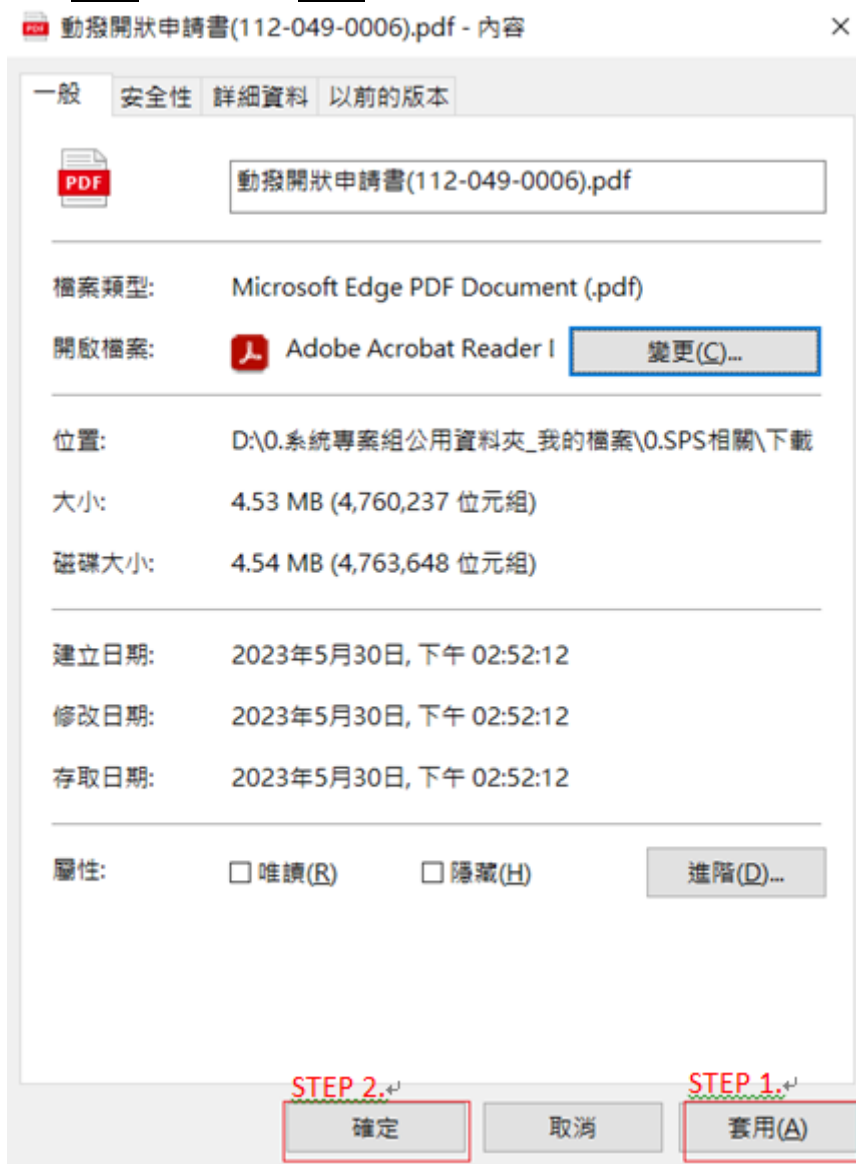 動撥開狀申請書(112-049-0006).pdf - 內容
一般 安全性 詳細資料 以前的版本
PDF 動撥開狀申請書(112-049-0006).pdf
檔案類型: Microsoft Edge PDF Document (.pdf)
開啟檔案: Adobe Acrobat Reader 變更(C)...
位置: D:\0.系統專案組公用資料夾_我的檔案\0.SPS相關\下載
大小: 4.53 MB (4,760,237 位元組)
磁碟大小: 4.54 MB (4,763,648 位元組)
建立日期: 2023年5月30日, 下午 02:52:12
修改日期: 2023年5月30日, 下午 02:52:12
存取日期: 2023年5月30日, 下午 02:52:12
屬性: 唯讀(R) 隱藏(H) 進階(D)...
STEP 2. STEP 1.
確定 取消 套用(A)